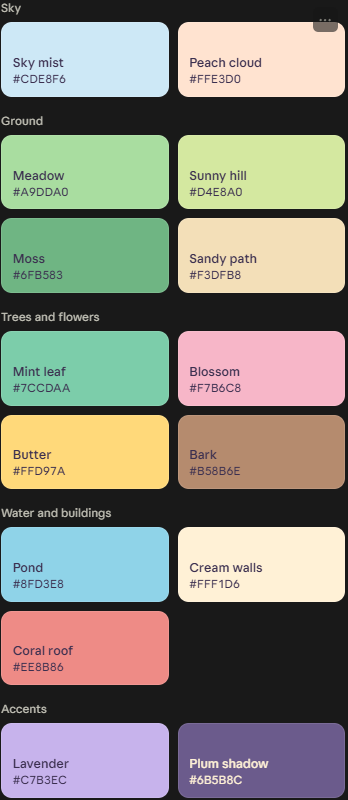 Sky
Sky mist
#CDE8F6
Peach cloud
#FFE3D0
Ground
Meadow
#A9DDA0
Sunny hill
#D4E8A0
Moss
#6FB583
Sandy path
#F3DFB8
Trees and flowers
Mint leaf
#7CCDAA
Blossom
#F7B6C8
Butter
#FFD97A
Bark
#B58B6E
Water and buildings
Pond
#8FD3E8
Cream walls
#FFF1D6
Coral roof
#EE8B86
Accents
Lavender
#C7B3EC
Plum shadow
#6B5B8C